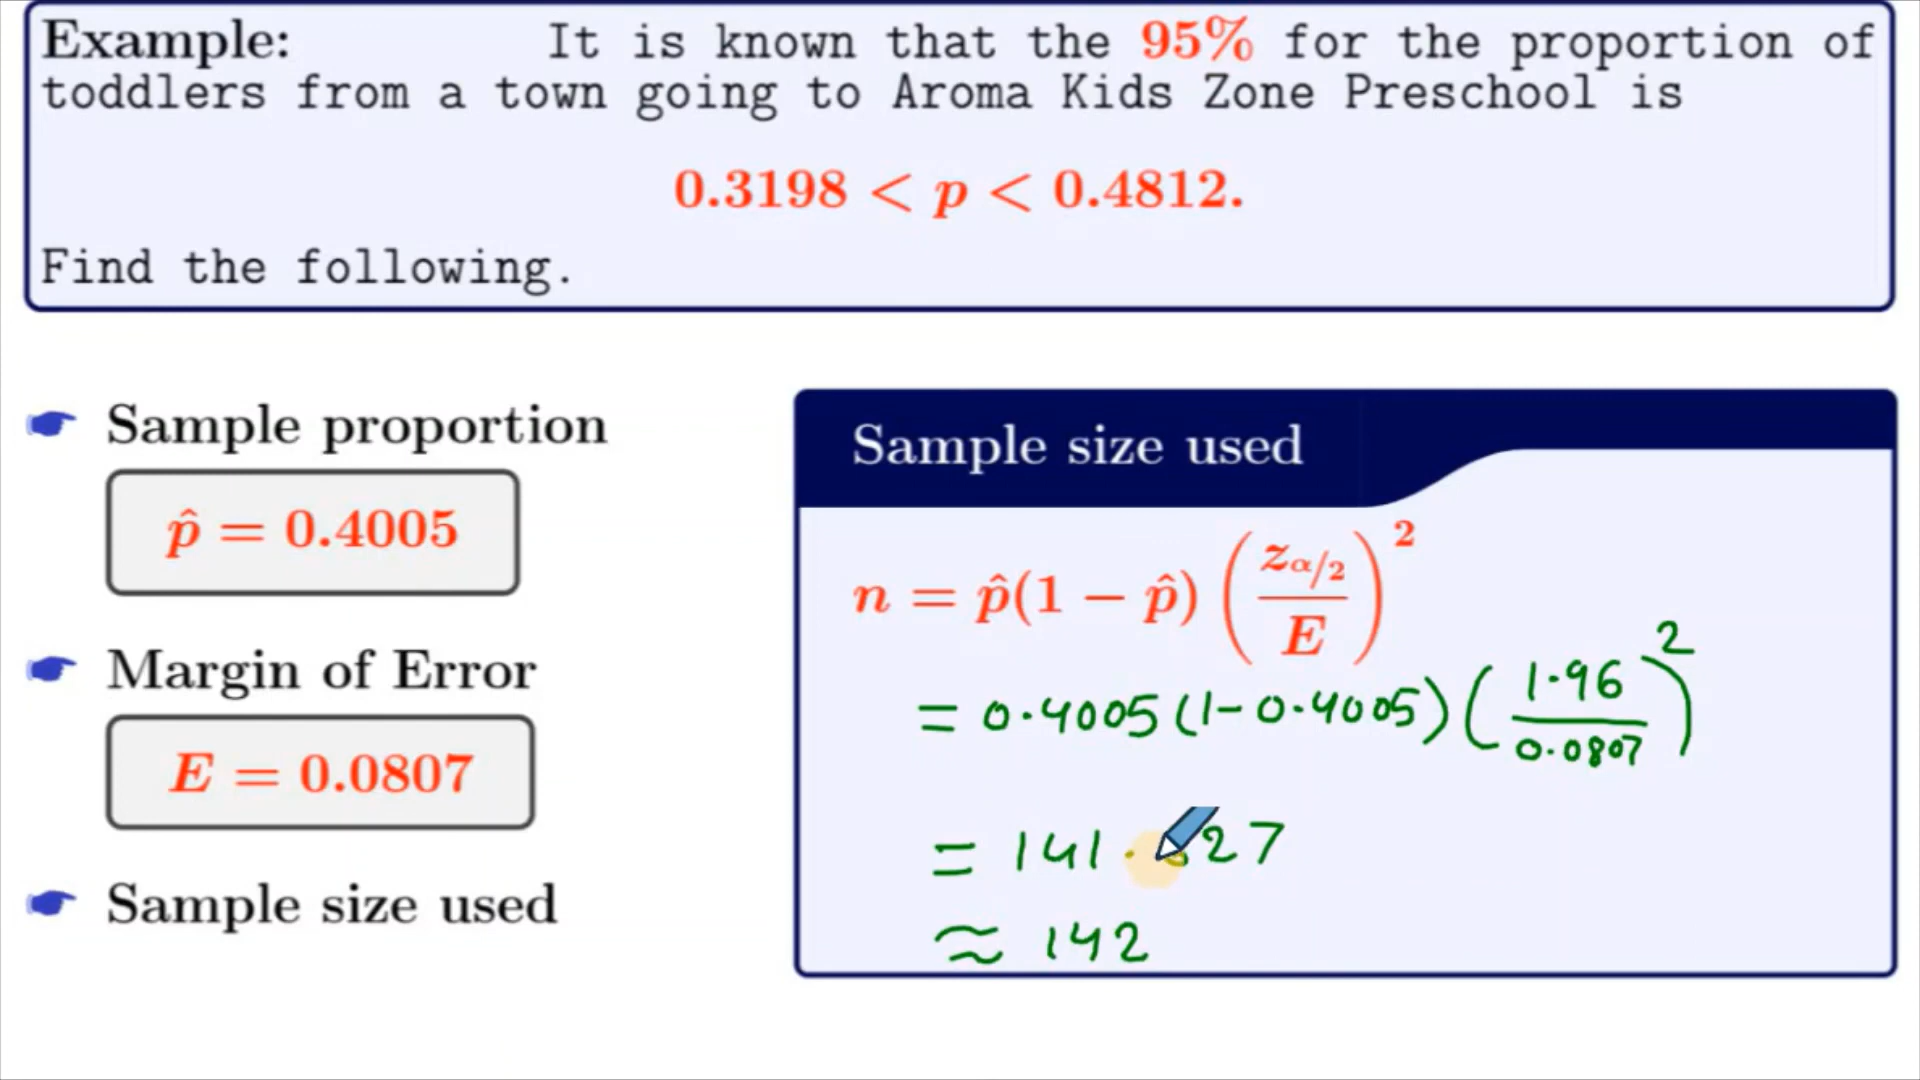 Example: It is known that the 95% for the proportion of
toddlers from a town going to Aroma Kids Zone Preschool is
0.3198 < p < 0.4812.
Find the following.
Sample proportion
p̂ = 0.4005
Margin of Error
E = 0.0807
Sample size used
Sample size used
n = p̂(1 − p̂) (zα/2 / E)²
= 0.4005 (1 − 0.4005) (1.96 / 0.0807)²
≈ 142